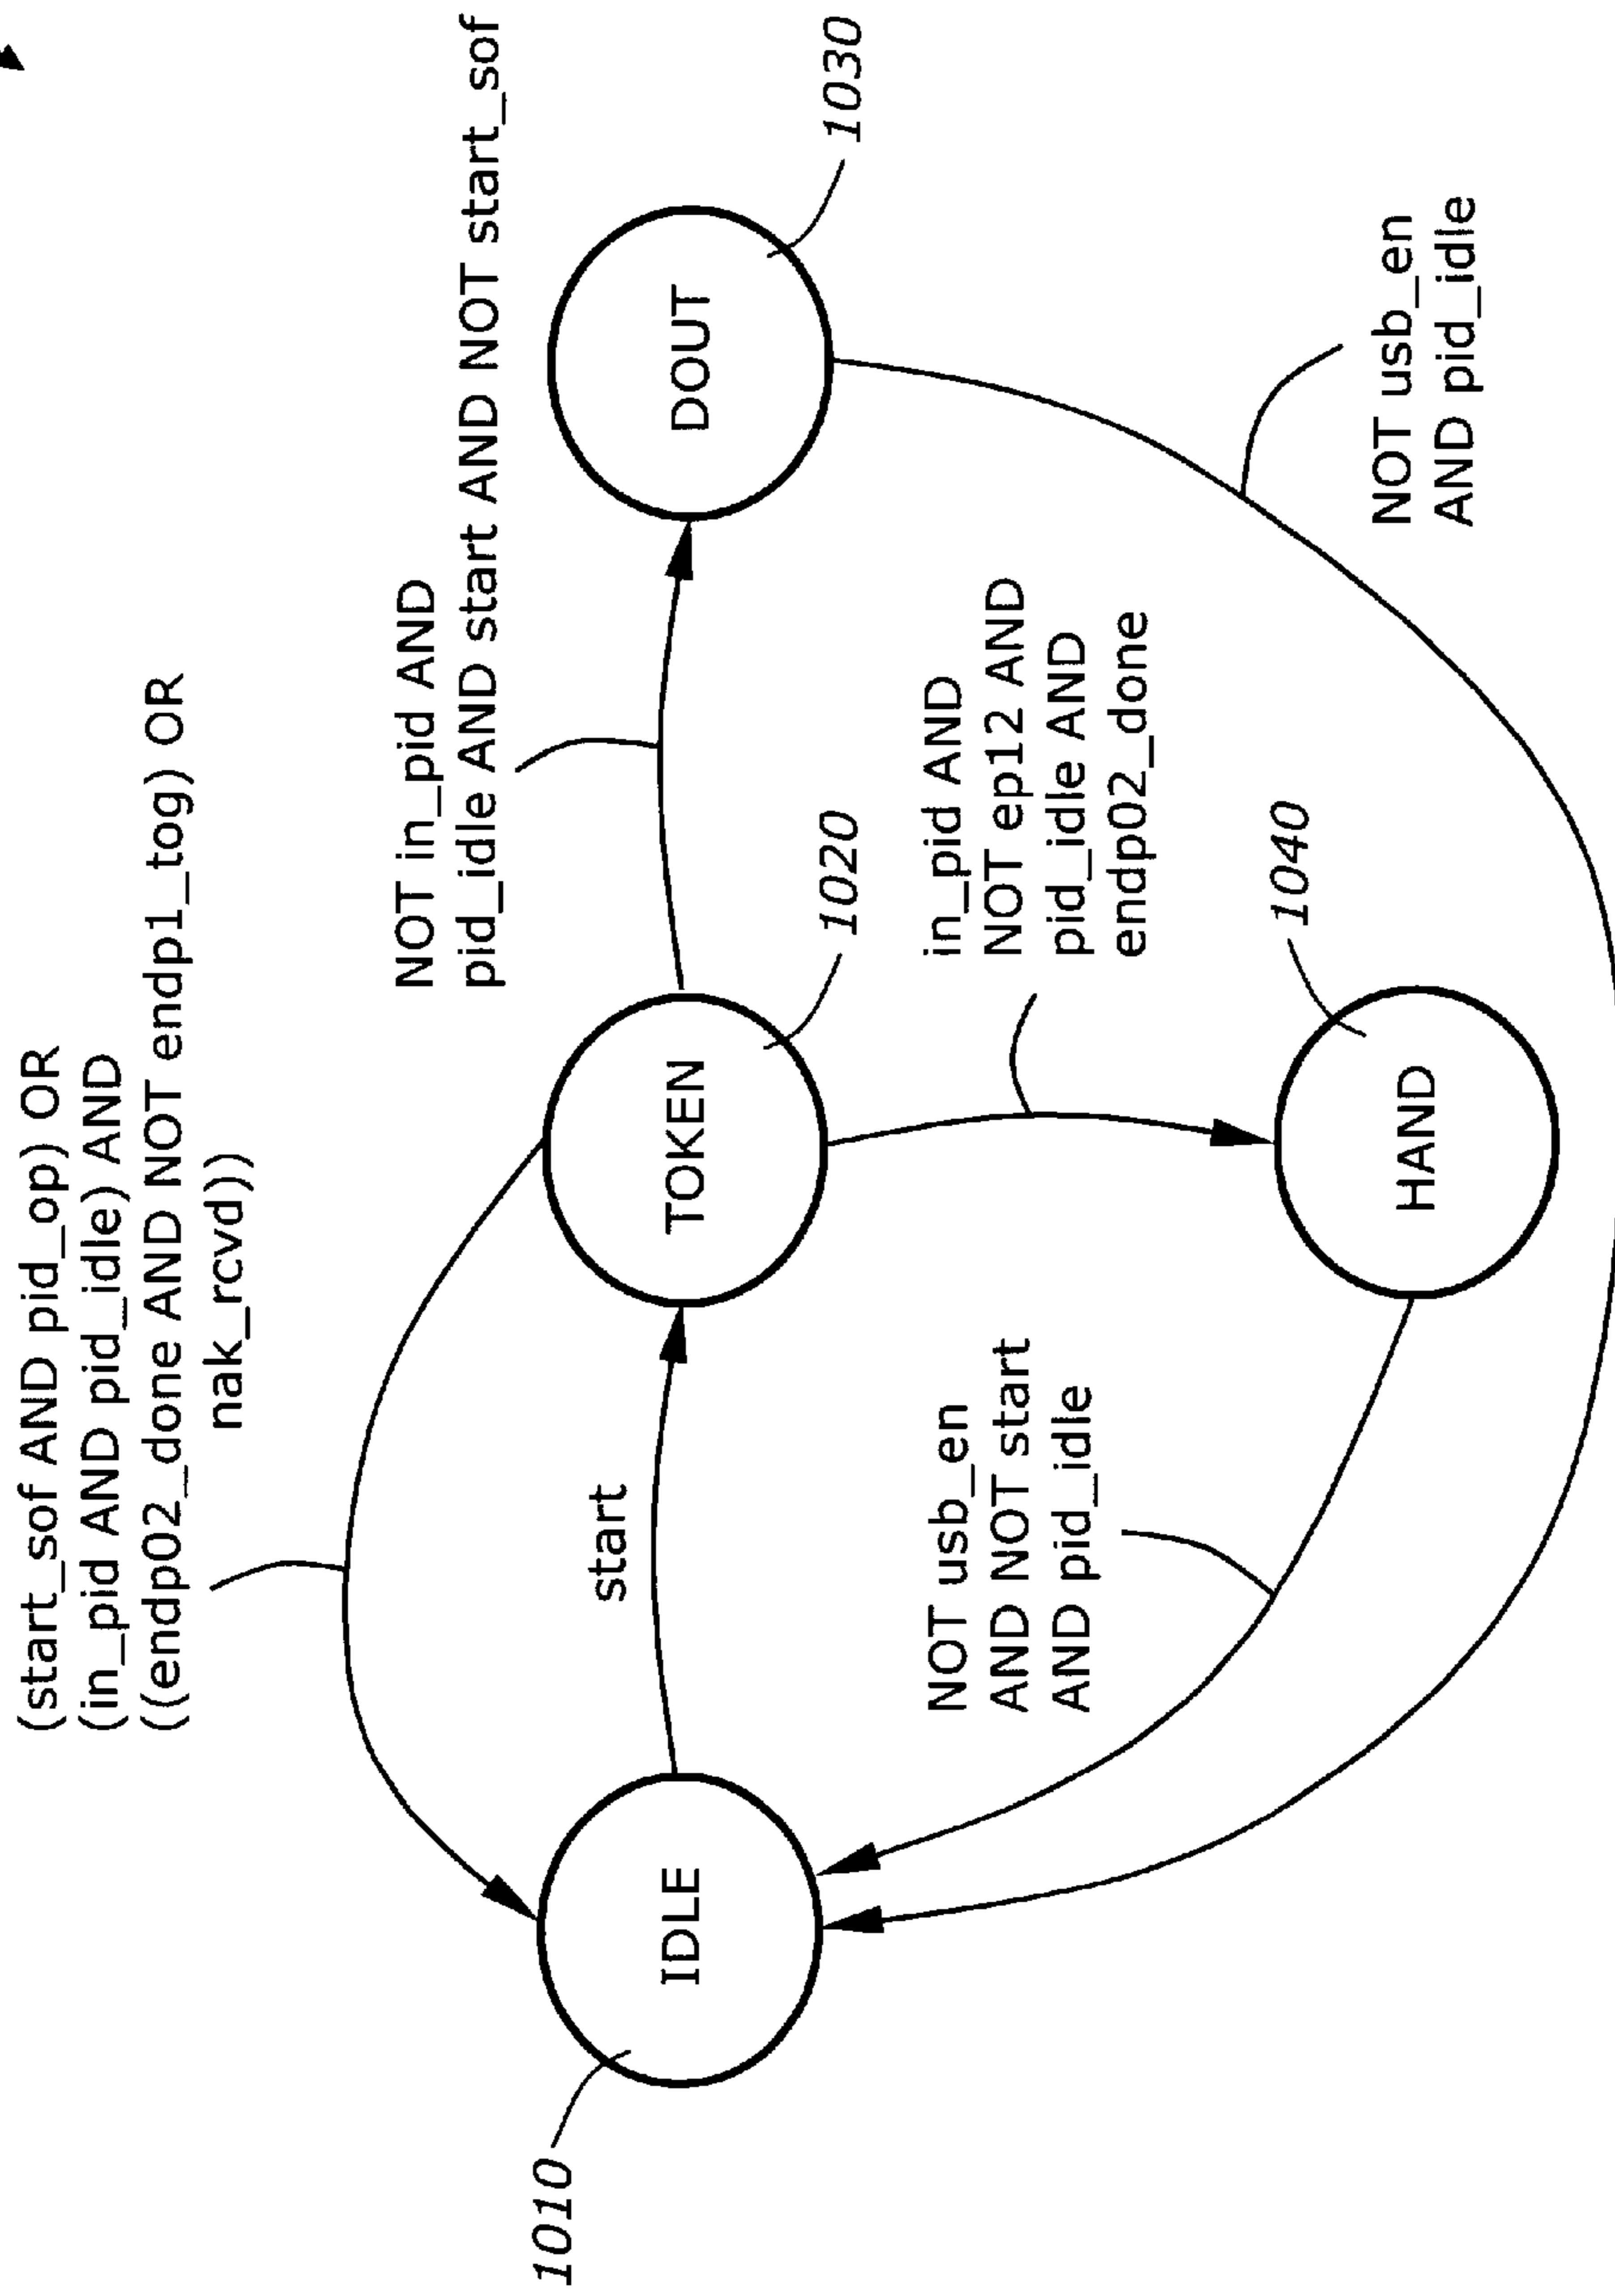 (start_sof AND pid_op) OR
(in_pid AND pid_idle) AND
((endp02_done AND NOT endp1_tog) OR
nak_rcvd))
NOT in_pid AND
pid_idle AND start AND NOT start_sof
start
1010
IDLE
TOKEN
1020
DOUT
1030
NOT usb_en
AND NOT start
AND pid_idle
in_pid AND
NOT ep12 AND
pid_idle AND
endp02_done
HAND
1040
NOT usb_en
AND pid_idle